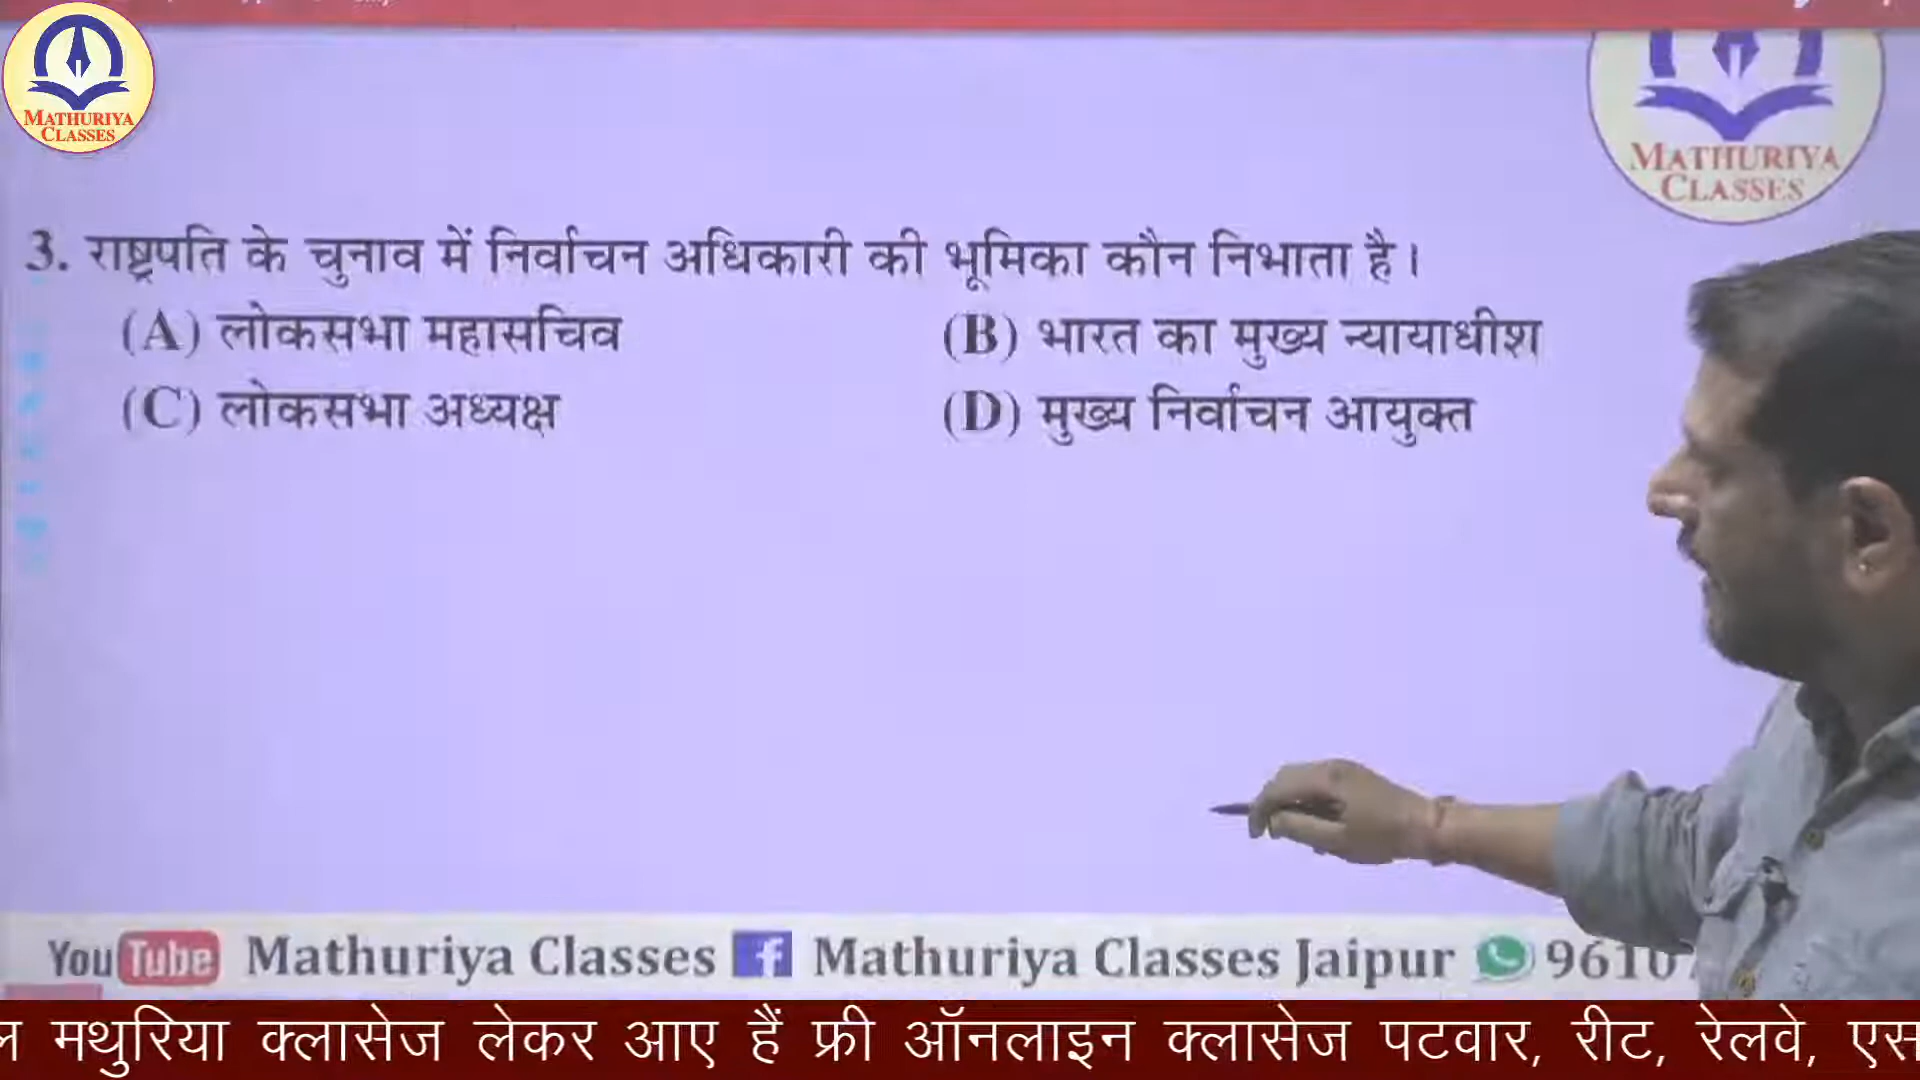 MATHURIYA
CLASSES
MATHURIYA
CLASSES
3. राष्ट्रपति के चुनाव में निर्वाचन अधिकारी की भूमिका कौन निभाता है।
(A) लोकसभा महासचिव
(B) भारत का मुख्य न्यायाधीश
(C) लोकसभा अध्यक्ष
(D) मुख्य निर्वाचन आयुक्त
YouTube Mathuriya Classes f Mathuriya Classes Jaipur 9610
मथुरिया क्लासेज लेकर आए हैं फ्री ऑनलाइन क्लासेज पटवार, रीट, रेलवे, एस